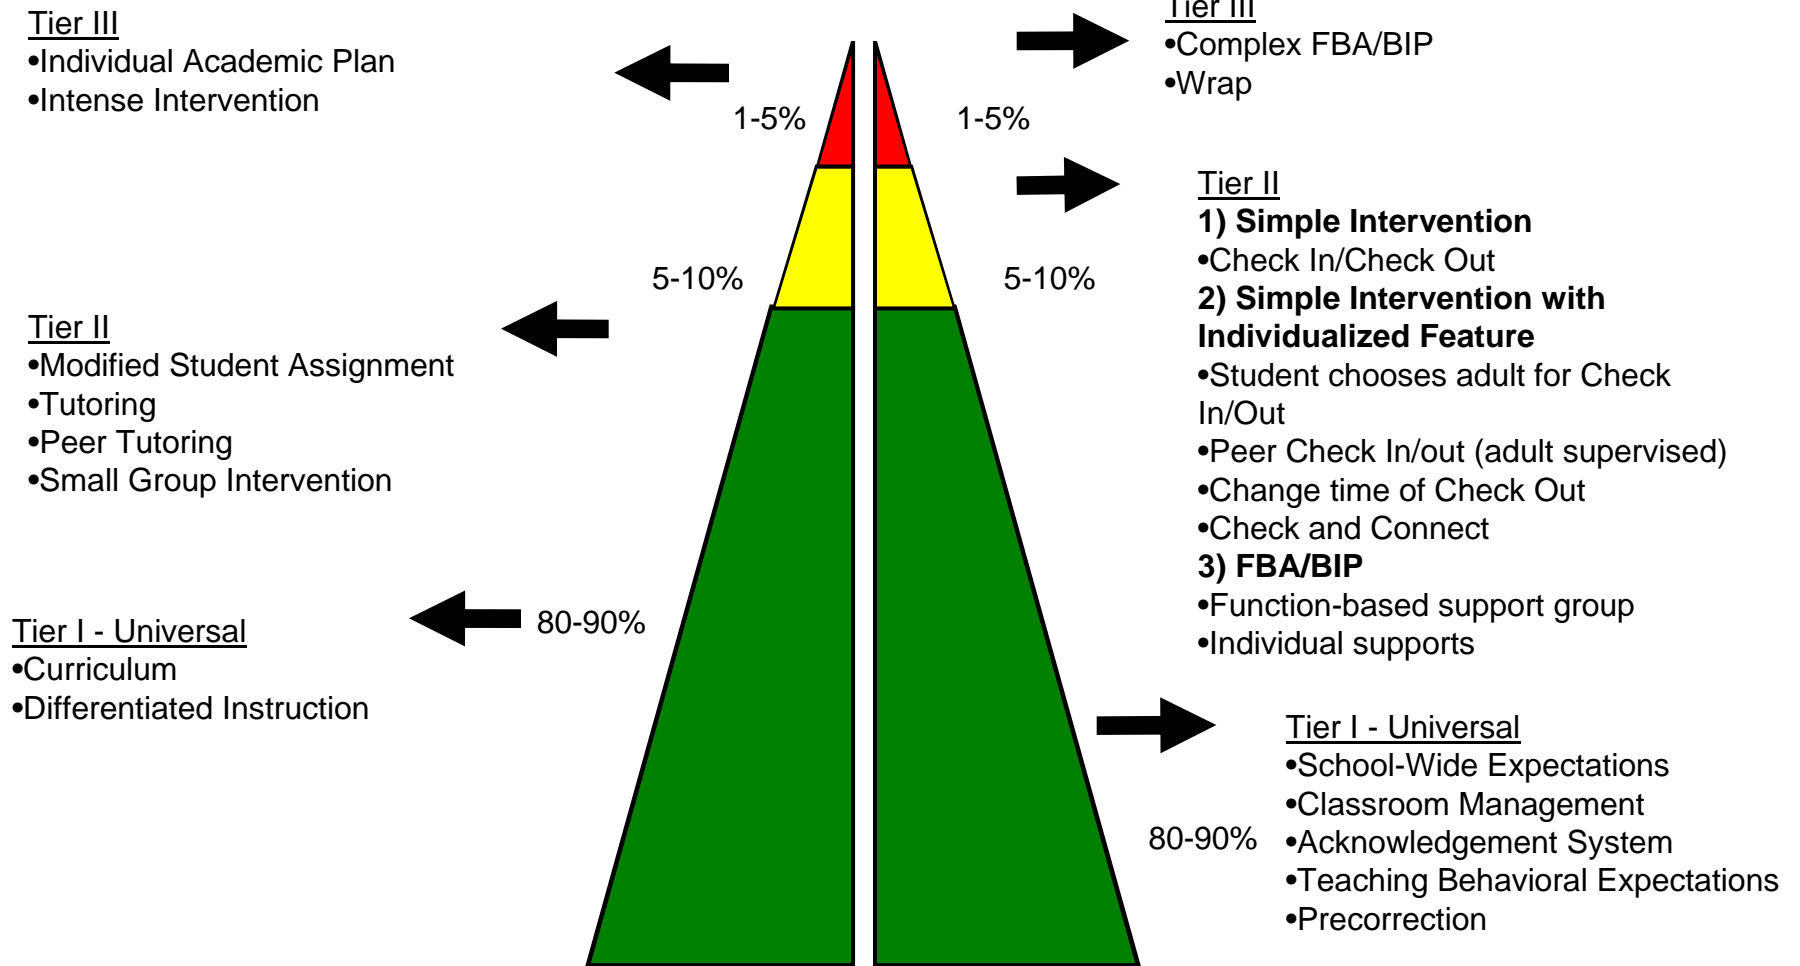 Tier III
•Individual Academic Plan
•Intense Intervention
1-5%
5-10%
Tier II
•Modified Student Assignment
•Tutoring
•Peer Tutoring
•Small Group Intervention
80-90%
Tier I - Universal
•Curriculum
•Differentiated Instruction
Tier III
•Complex FBA/BIP
•Wrap
1-5%
Tier II
1) Simple Intervention
•Check In/Check Out
2) Simple Intervention with
Individualized Feature
•Student chooses adult for Check
In/Out
•Peer Check In/out (adult supervised)
•Change time of Check Out
•Check and Connect
3) FBA/BIP
•Function-based support group
•Individual supports
5-10%
Tier I - Universal
•School-Wide Expectations
•Classroom Management
•Acknowledgement System
•Teaching Behavioral Expectations
•Precorrection
80-90%